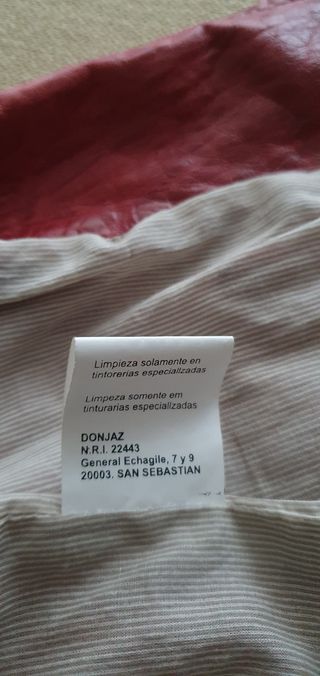 Limpieza solamente en
tintorerias especializadas
Limpeza somente em
tinturarias especializadas
DONJAZ
N.R.I. 22443
General Echagile, 7 y 9
20003. SAN SEBASTIAN